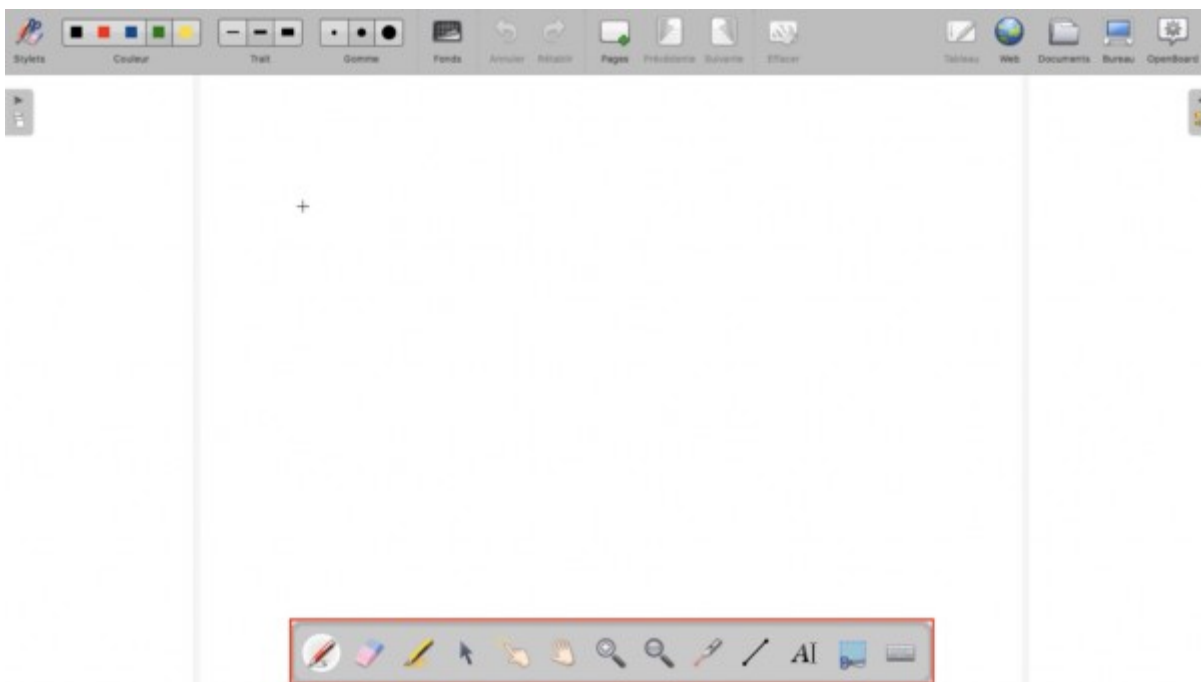 Stylets Couleur Trait Gomme Fonds Annuler Rétablir Pages Précédente Suivante Effacer Tableau Web Documents Bureau OpenBoard
AI